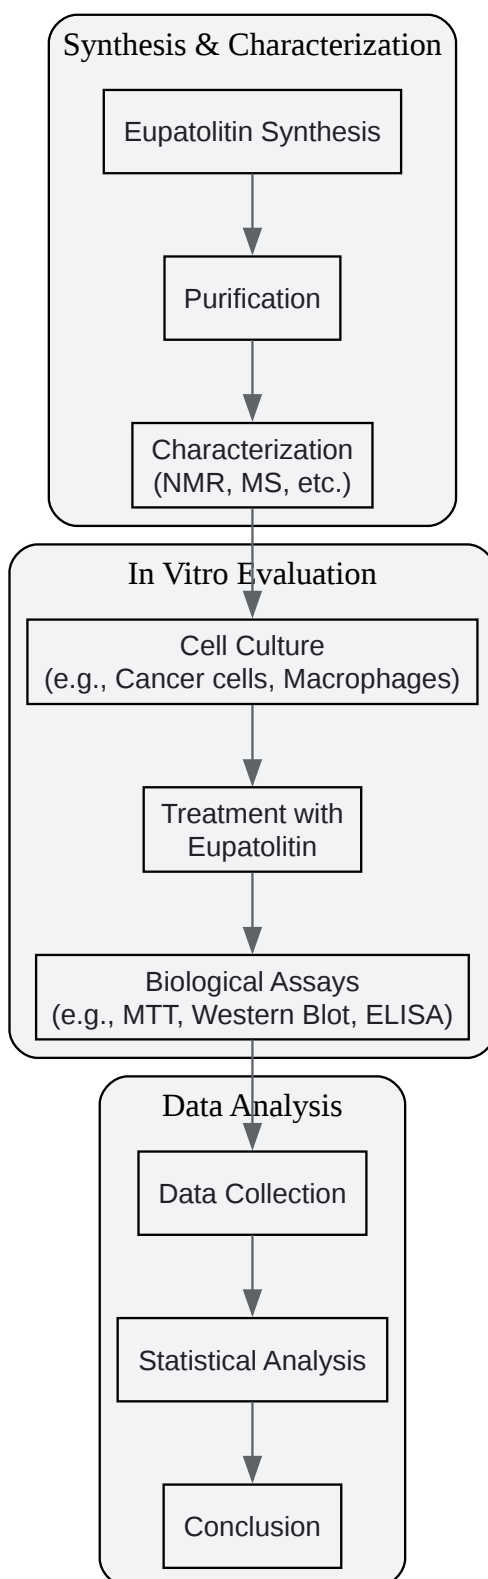 Synthesis & Characterization
Eupatolitin Synthesis
Purification
Characterization
(NMR, MS, etc.)
In Vitro Evaluation
Cell Culture
(e.g., Cancer cells, Macrophages)
Treatment with
Eupatolitin
Biological Assays
(e.g., MTT, Western Blot, ELISA)
Data Analysis
Data Collection
Statistical Analysis
Conclusion